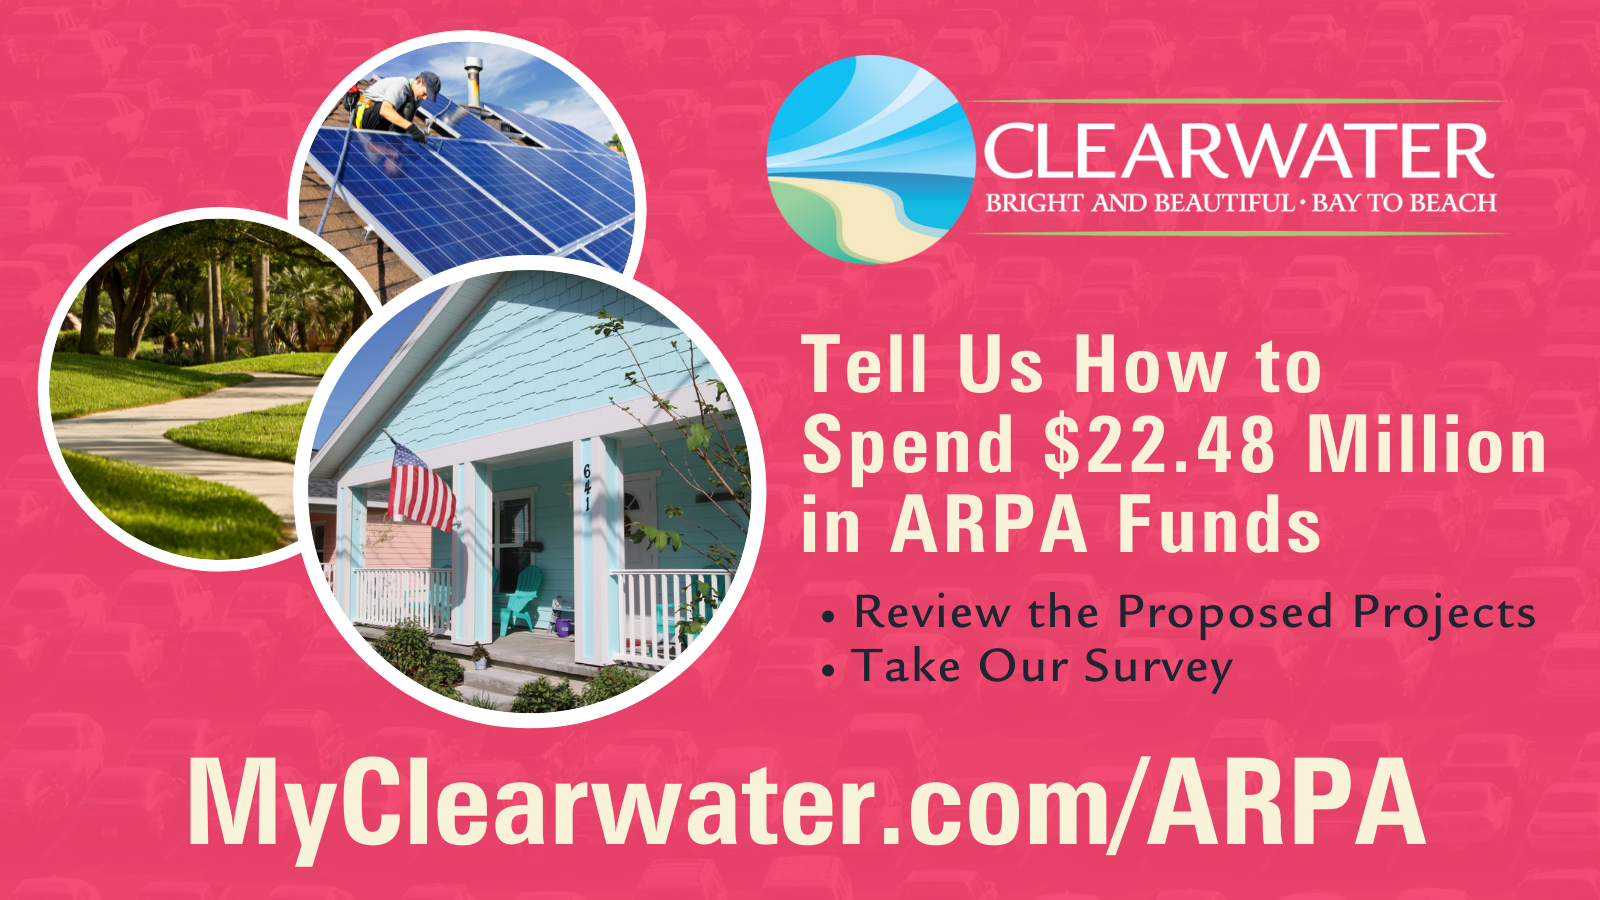 CLEARWATER
BRIGHT AND BEAUTIFUL • BAY TO BEACH
Tell Us How to
Spend $22.48 Million
in ARPA Funds
• Review the Proposed Projects
• Take Our Survey
641
MyClearwater.com/ARPA